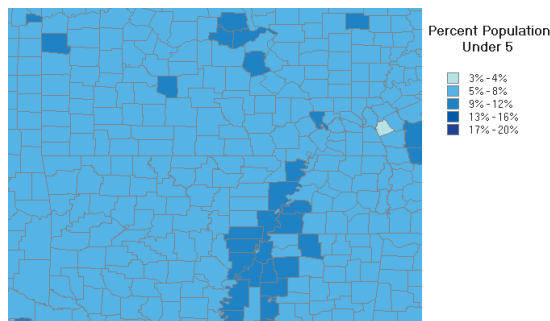 Percent Population
Under 5
3% - 4%
5% - 8%
9% - 12%
13% - 16%
17% - 20%